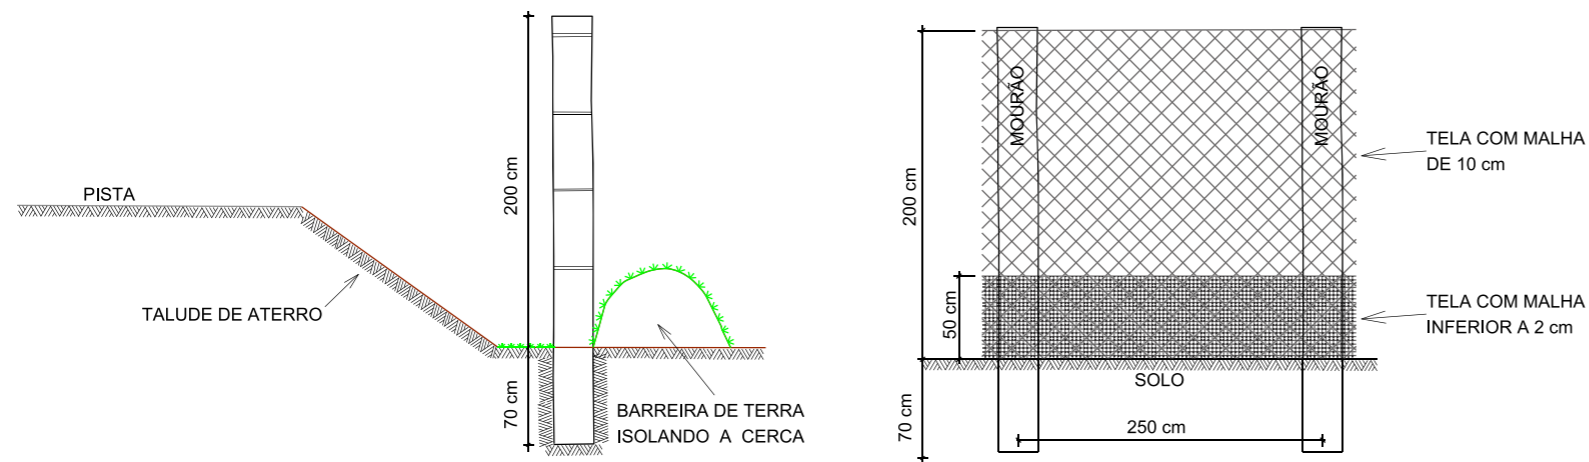 PISTA
TALUDE DE ATERRO
200 cm
70 cm
BARREIRA DE TERRA
ISOLANDO A CERCA
200 cm
50 cm
70 cm
MOURÃO
MOURÃO
SOLO
250 cm
TELA COM MALHA
DE 10 cm
TELA COM MALHA
INFERIOR A 2 cm